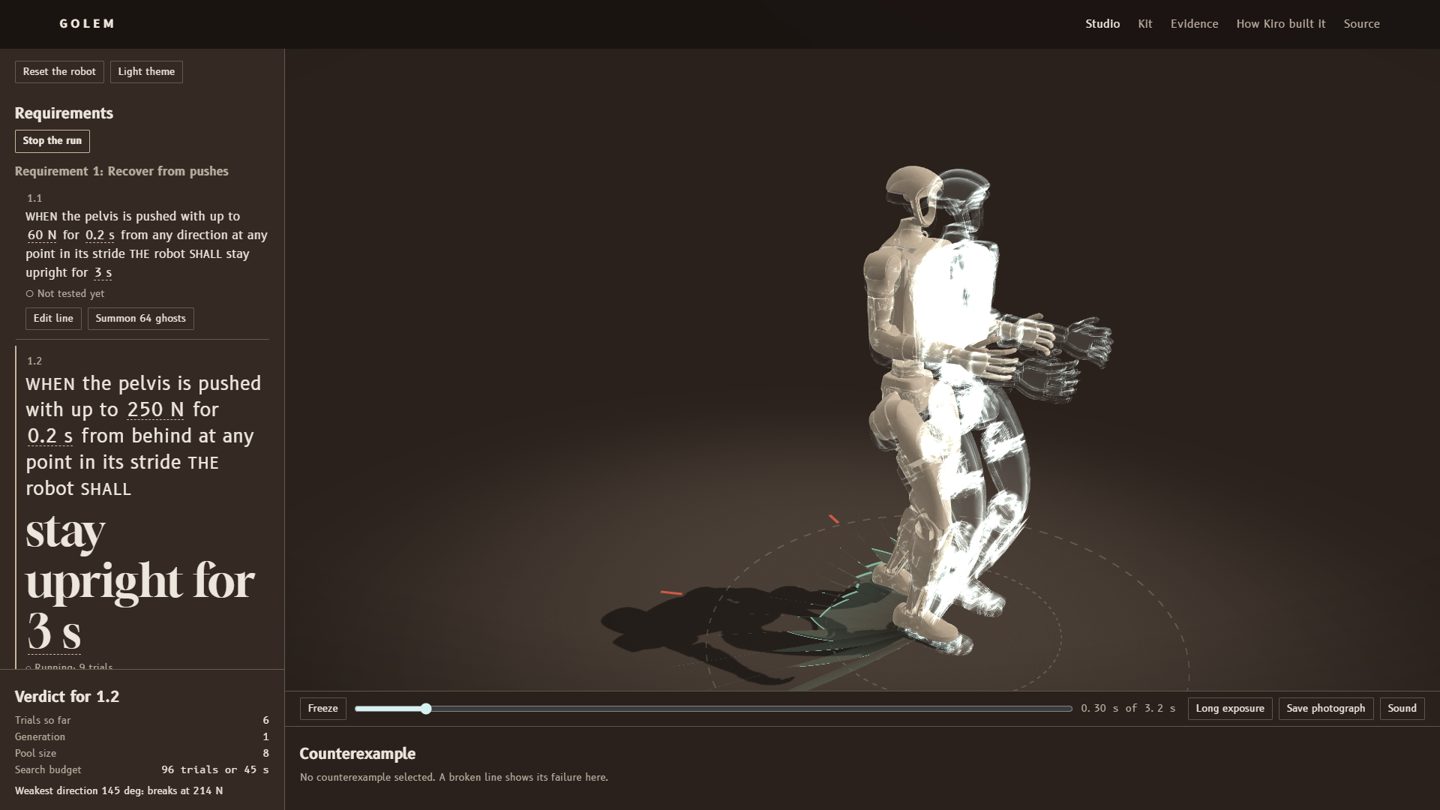 GOLEM
Studio Kit Evidence How Kiro built it Source
Reset the robot Light theme
Requirements
Stop the run
Requirement 1: Recover from pushes
1.1
WHEN the pelvis is pushed with up to
60 N for 0.2 s from any direction at any
point in its stride THE robot SHALL stay
upright for 3 s
Not tested yet
Edit line Summon 64 ghosts
1.2
WHEN the pelvis is pushed
with up to 250 N for
0.2 s from behind at any
point in its stride THE
robot SHALL
stay
upright for
3 s
Running: 9 trials
Verdict for 1.2
Trials so far 6
Generation 1
Pool size 8
Search budget 96 trials or 45 s
Weakest direction 145 deg: breaks at 214 N
Freeze 0.30 s of 3.2 s Long exposure Save photograph Sound
Counterexample
No counterexample selected. A broken line shows its failure here.